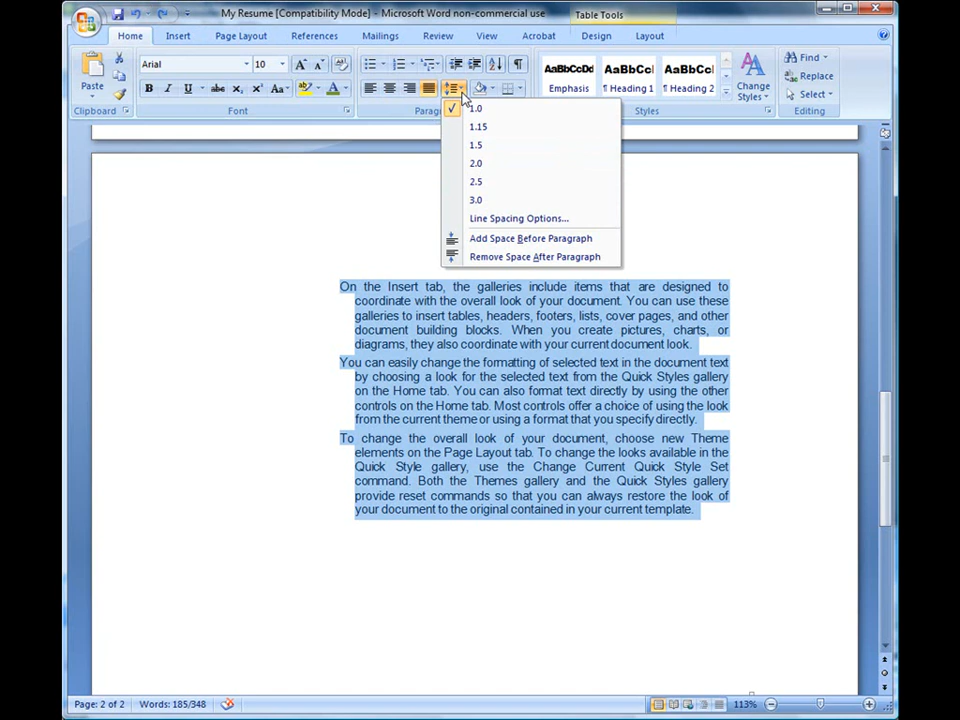 My Resume [Compatibility Mode] - Microsoft Word non-commercial use
Table Tools
Home Insert Page Layout References Mailings Review View Acrobat Design Layout
Arial 10
AaBbCcDd AaBbCcI AaBbCcI
Find
Replace
Select
Paste
B I U abc x₂ x² Aa ab A
Emphasis ¶ Heading 1 ¶ Heading 2
Change
Styles
Clipboard Font Styles Editing
1.0
1.15
1.5
2.0
2.5
3.0
Line Spacing Options...
Add Space Before Paragraph
Remove Space After Paragraph
On the Insert tab, the galleries include items that are designed to
coordinate with the overall look of your document. You can use these
galleries to insert tables, headers, footers, lists, cover pages, and other
document building blocks. When you create pictures, charts, or
diagrams, they also coordinate with your current document look.
You can easily change the formatting of selected text in the document text
by choosing a look for the selected text from the Quick Styles gallery
on the Home tab. You can also format text directly by using the other
controls on the Home tab. Most controls offer a choice of using the look
from the current theme or using a format that you specify directly.
To change the overall look of your document, choose new Theme
elements on the Page Layout tab. To change the looks available in the
Quick Style gallery, use the Change Current Quick Style Set
command. Both the Themes gallery and the Quick Styles gallery
provide reset commands so that you can always restore the look of
your document to the original contained in your current template.
Page: 2 of 2 Words: 185/348 113%